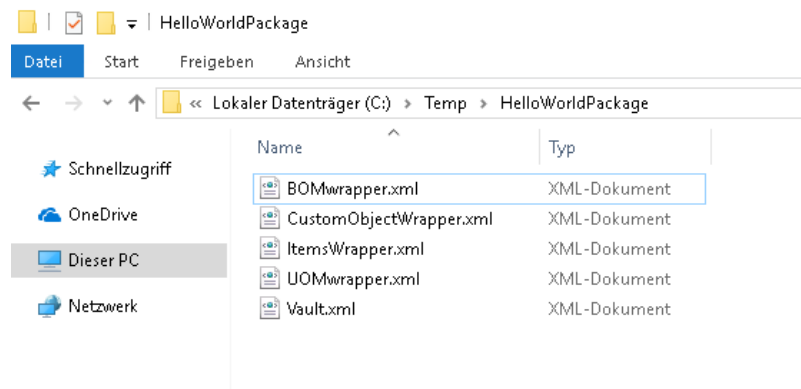 HelloWorldPackage
Datei Start Freigeben Ansicht
« Lokaler Datenträger (C:) > Temp > HelloWorldPackage
Name Typ
Schnellzugriff
OneDrive
Dieser PC
Netzwerk
BOMwrapper.xml XML-Dokument
CustomObjectWrapper.xml XML-Dokument
ItemsWrapper.xml XML-Dokument
UOMwrapper.xml XML-Dokument
Vault.xml XML-Dokument